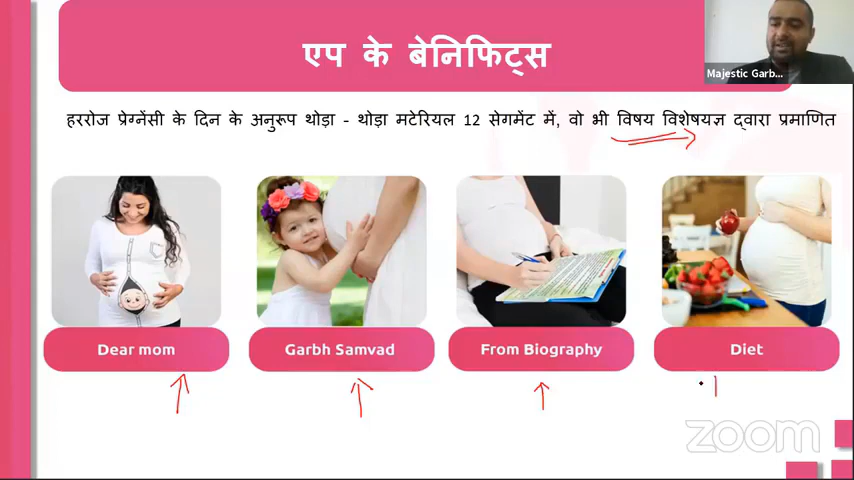 एप के बेनिफिट्स
Majestic Garb...
हररोज प्रेग्नेंसी के दिन के अनुरूप थोड़ा - थोड़ा मटेरियल 12 सेगमेंट में, वो भी विषय विशेषयज्ञ द्वारा प्रमाणित
Dear mom
Garbh Samvad
From Biography
Diet
zoom